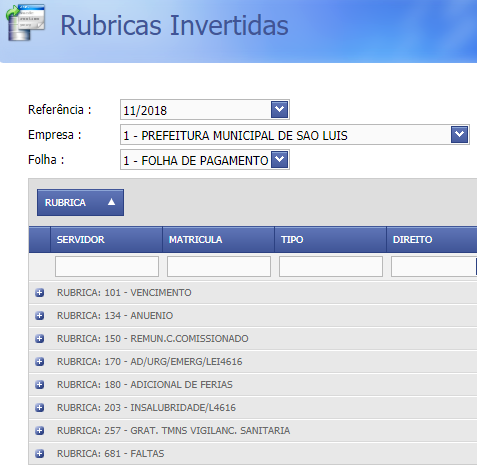 Rubricas Invertidas
Referência :
11/2018
Empresa :
1 - PREFEITURA MUNICIPAL DE SAO LUIS
Folha :
1 - FOLHA DE PAGAMENTO
RUBRICA
SERVIDOR MATRICULA TIPO DIREITO
RUBRICA: 101 - VENCIMENTO
RUBRICA: 134 - ANUENIO
RUBRICA: 150 - REMUN.C.COMISSIONADO
RUBRICA: 170 - AD/URG/EMERG/LEI4616
RUBRICA: 180 - ADICIONAL DE FERIAS
RUBRICA: 203 - INSALUBRIDADE/L4616
RUBRICA: 257 - GRAT. TMNS VIGILANC. SANITARIA
RUBRICA: 681 - FALTAS